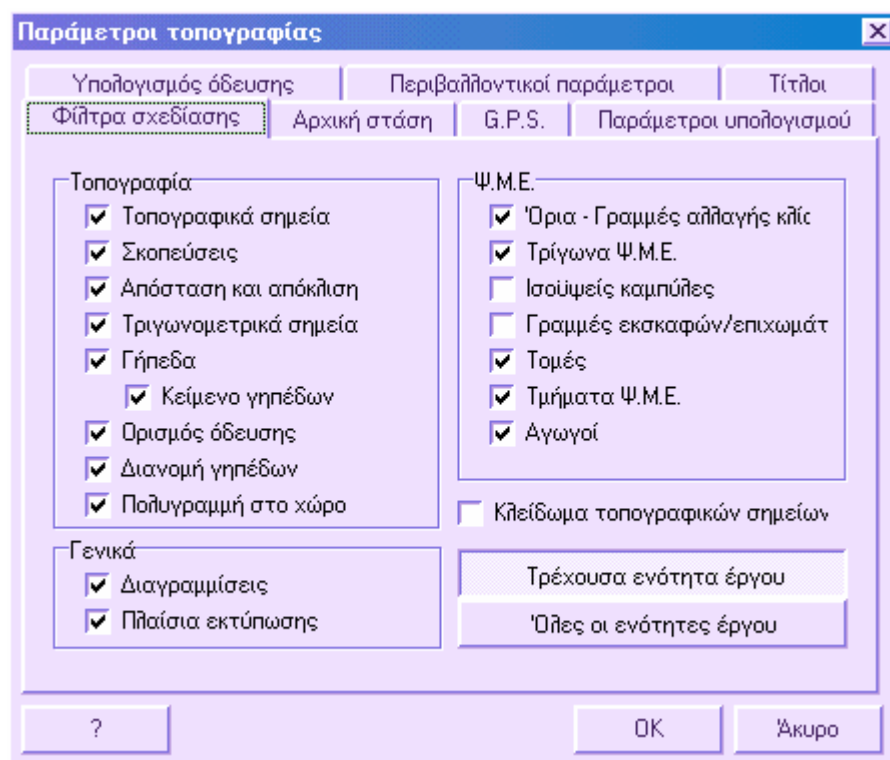 Παράμετροι τοπογραφίας
Υπολογισμός όδευσης
Περιβαλλοντικοί παράμετροι
Τίτλοι
Φίλτρα σχεδίασης
Αρχική στάση
G.P.S.
Παράμετροι υπολογισμού
Τοπογραφία
Τοπογραφικά σημεία
Σκοπεύσεις
Απόσταση και απόκλιση
Τριγωνομετρικά σημεία
Γήπεδα
Κείμενο γηπέδων
Ορισμός όδευσης
Διανομή γηπέδων
Πολυγραμμή στο χώρο
Γενικά
Διαγραμμίσεις
Πλαίσια εκτύπωσης
Ψ.Μ.Ε.
Όρια - Γραμμές αλλαγής κλίσ
Τρίγωνα Ψ.Μ.Ε.
Ισοϋψείς καμπύλες
Γραμμές εκσκαφών/επιχωμάτ
Τομές
Τμήματα Ψ.Μ.Ε.
Αγωγοί
Κλείδωμα τοπογραφικών σημείων
Τρέχουσα ενότητα έργου
Όλες οι ενότητες έργου
?
OK
Άκυρο